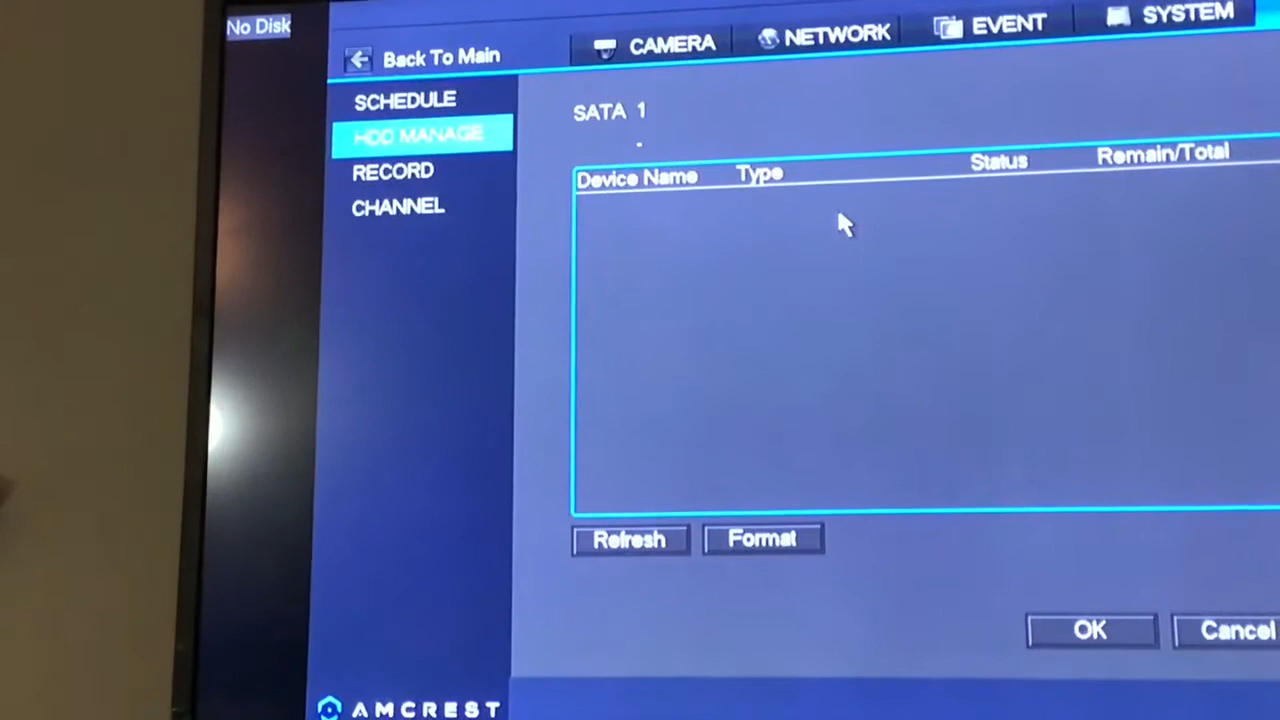 No Disk
Back To Main
CAMERA
NETWORK
EVENT
SYSTEM
SCHEDULE
HDD MANAGE
RECORD
CHANNEL
SATA 1
Device Name Type Status Remain/Total
Refresh Format
OK Cancel
AMCREST